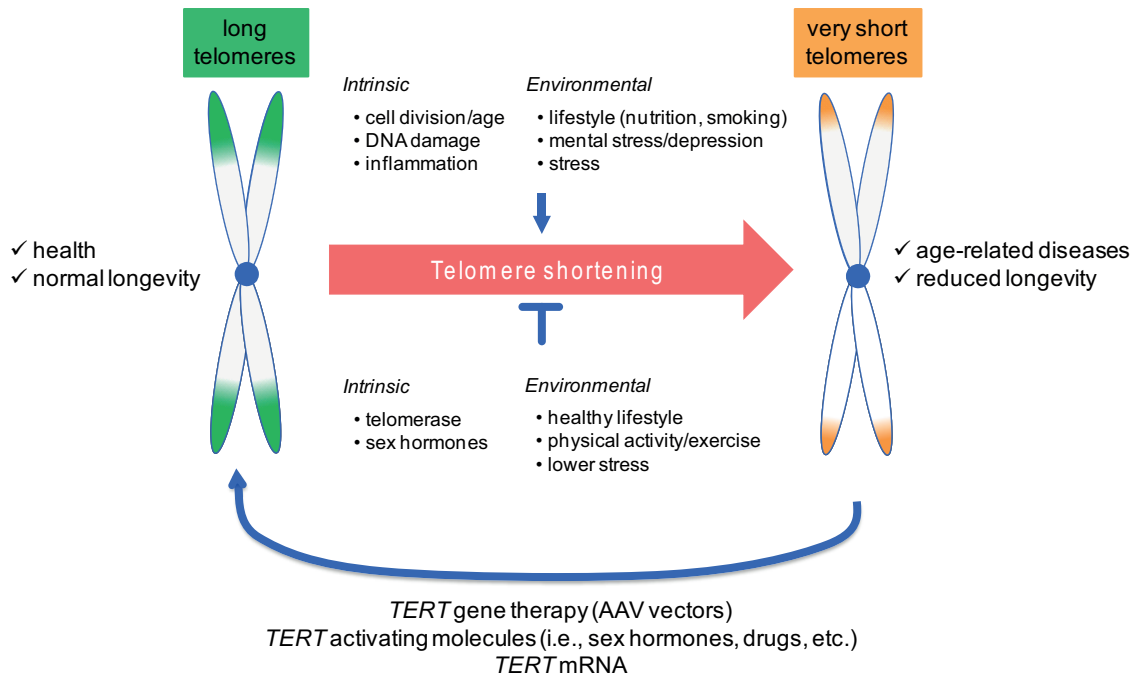 long
telomeres
very short
telomeres
Intrinsic
• cell division/age
• DNA damage
• inflammation
Environmental
• lifestyle (nutrition, smoking)
• mental stress/depression
• stress
✓ health
✓ normal longevity
Telomere shortening
✓ age-related diseases
✓ reduced longevity
Intrinsic
• telomerase
• sex hormones
Environmental
• healthy lifestyle
• physical activity/exercise
• lower stress
TERT gene therapy (AAV vectors)
TERT activating molecules (i.e., sex hormones, drugs, etc.)
TERT mRNA